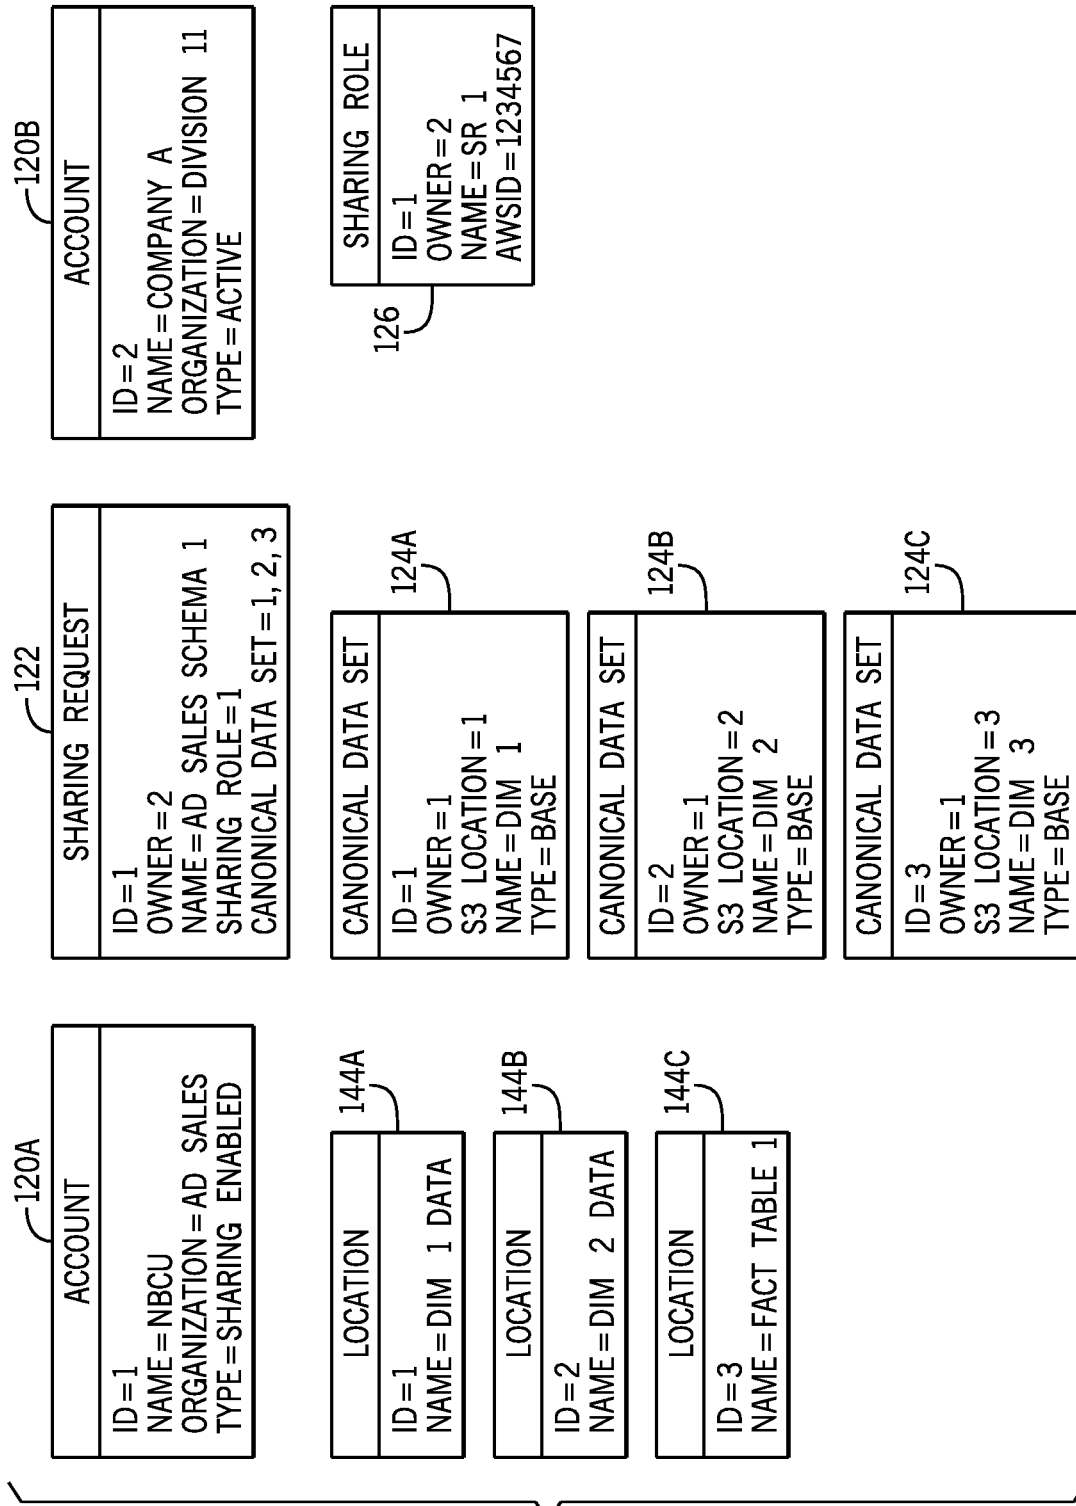 120A
ACCOUNT
ID=1
NAME=NBCU
ORGANIZATION=AD SALES
TYPE=SHARING ENABLED
LOCATION
144A
ID=1
NAME=DIM 1 DATA
LOCATION
144B
ID=2
NAME=DIM 2 DATA
LOCATION
144C
ID=3
NAME=FACT TABLE 1
122
SHARING REQUEST
ID=1
OWNER=2
NAME=AD SALES SCHEMA 1
SHARING ROLE=1
CANONICAL DATA SET=1, 2, 3
CANONICAL DATA SET
124A
ID=1
OWNER=1
S3 LOCATION=1
NAME=DIM 1
TYPE=BASE
CANONICAL DATA SET
124B
ID=2
OWNER=1
S3 LOCATION=2
NAME=DIM 2
TYPE=BASE
CANONICAL DATA SET
124C
ID=3
OWNER=1
S3 LOCATION=3
NAME=DIM 3
TYPE=BASE
120B
ACCOUNT
ID=2
NAME=COMPANY A
ORGANIZATION=DIVISION 11
TYPE=ACTIVE
SHARING ROLE
126
ID=1
OWNER=2
NAME=SR 1
AWSID=1234567